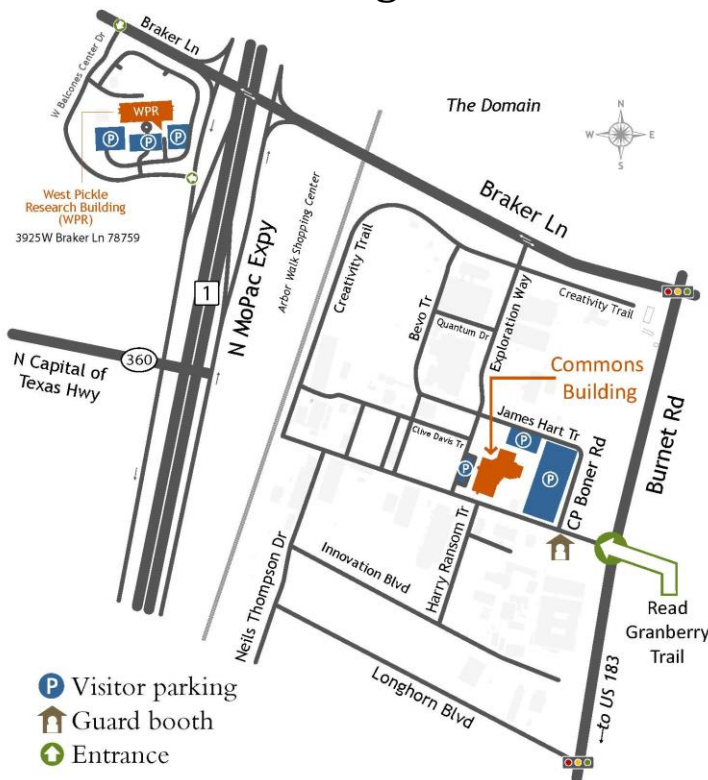 Braker Ln
W Balcones Center Dr
WPR
P
P
P
West Pickle
Research Building
(WPR)
3925W Braker Ln 78759
The Domain
N
W
E
S
Braker Ln
1
N MoPac Expy
Arbor Walk Shopping Center
Creativity Trail
Bevo Tr
Quantum Dr
Exploration Way
Creativity Trail
360
N Capital of
Texas Hwy
Commons
Building
James Hart Tr
Clive Davis Tr
P
P
P
CP Boner Rd
Burnet Rd
Harry Ransom Tr
Innovation Blvd
Neils Thompson Dr
Longhorn Blvd
Read
Granberry
Trail
←to US 183
P Visitor parking
Guard booth
Entrance